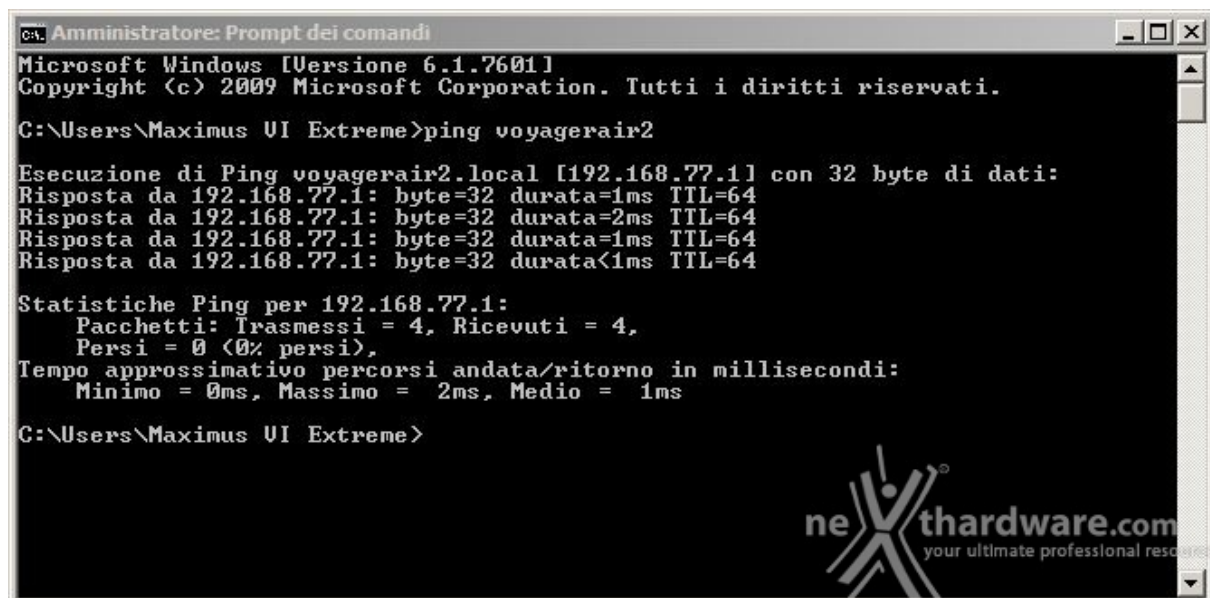 Amministratore: Prompt dei comandi
Microsoft Windows [Versione 6.1.7601]
Copyright (c) 2009 Microsoft Corporation. Tutti i diritti riservati.
C:\Users\Maximus VI Extreme>ping voyagerair2
Esecuzione di Ping voyagerair2.local [192.168.77.1] con 32 byte di dati:
Risposta da 192.168.77.1: byte=32 durata=1ms TTL=64
Risposta da 192.168.77.1: byte=32 durata=2ms TTL=64
Risposta da 192.168.77.1: byte=32 durata=1ms TTL=64
Risposta da 192.168.77.1: byte=32 durata<1ms TTL=64
Statistiche Ping per 192.168.77.1:
Pacchetti: Trasmessi = 4, Ricevuti = 4,
Persi = 0 (0% persi),
Tempo approssimativo percorsi andata/ritorno in millisecondi:
Minimo = 0ms, Massimo =  2ms, Medio =  1ms
C:\Users\Maximus VI Extreme>
nexthardware.com
your ultimate professional